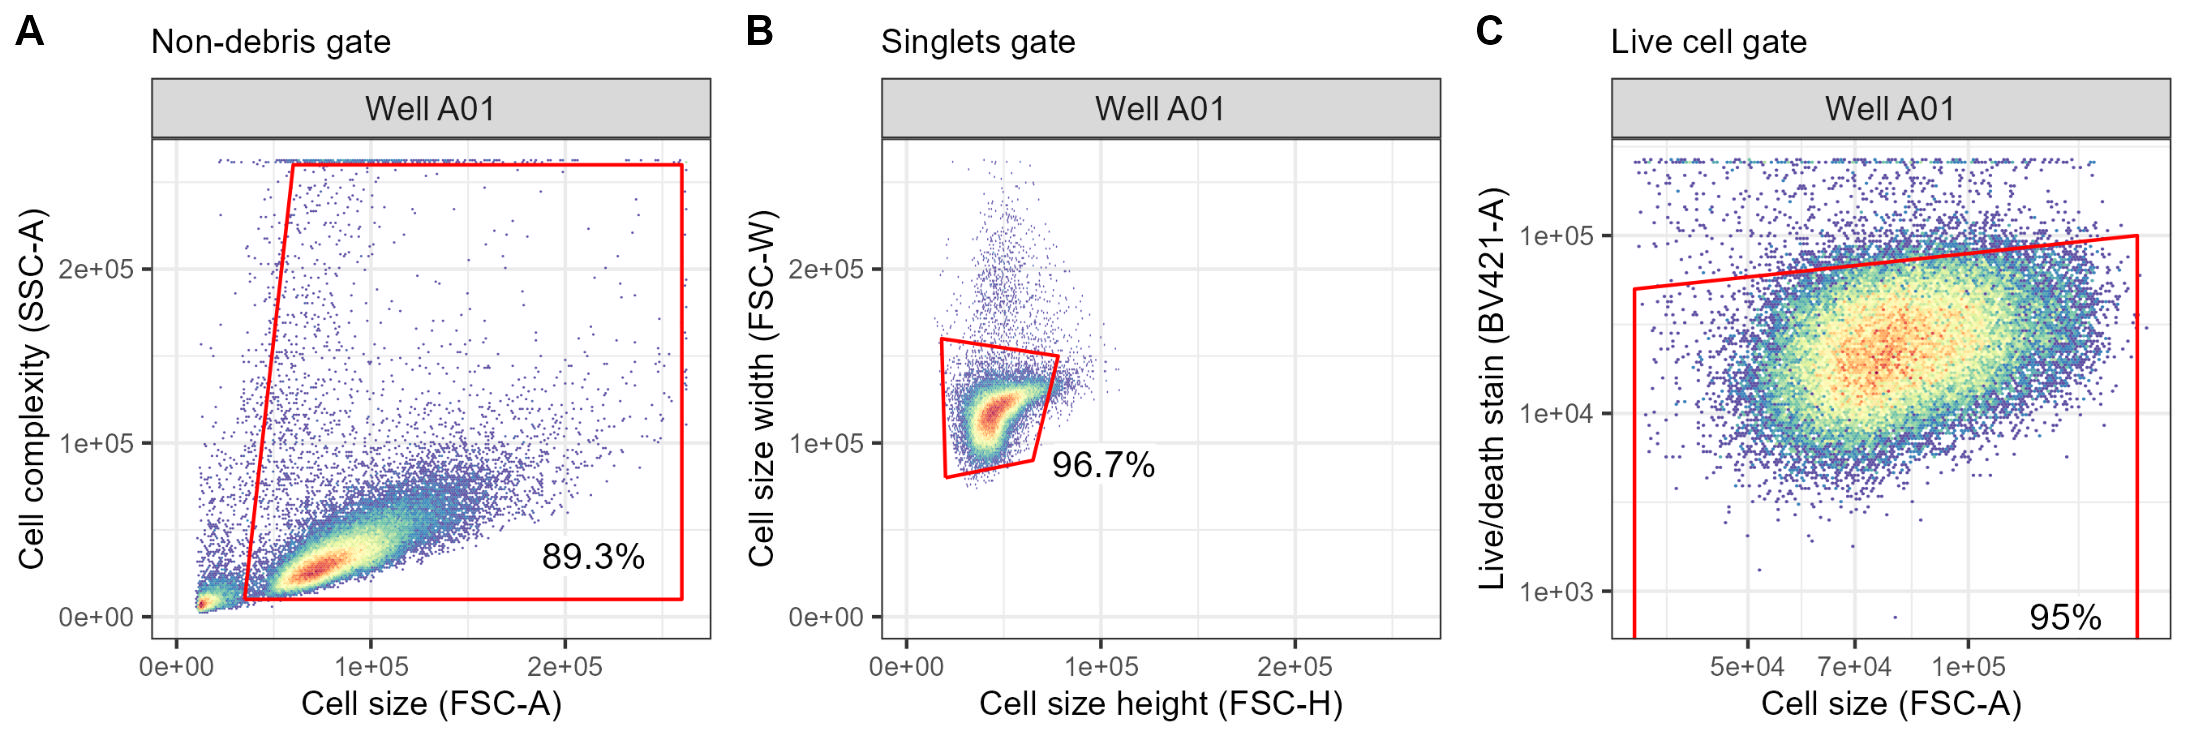 A
Non-debris gate
Well A01
Cell complexity (SSC-A)
2e+05
1e+05
0e+00
89.3%
0e+00 1e+05 2e+05
Cell size (FSC-A)
B
Singlets gate
Well A01
Cell size width (FSC-W)
2e+05
1e+05
0e+00
96.7%
0e+00 1e+05 2e+05
Cell size height (FSC-H)
C
Live cell gate
Well A01
Live/death stain (BV421-A)
1e+05
1e+04
1e+03
95%
5e+04 7e+04 1e+05
Cell size (FSC-A)